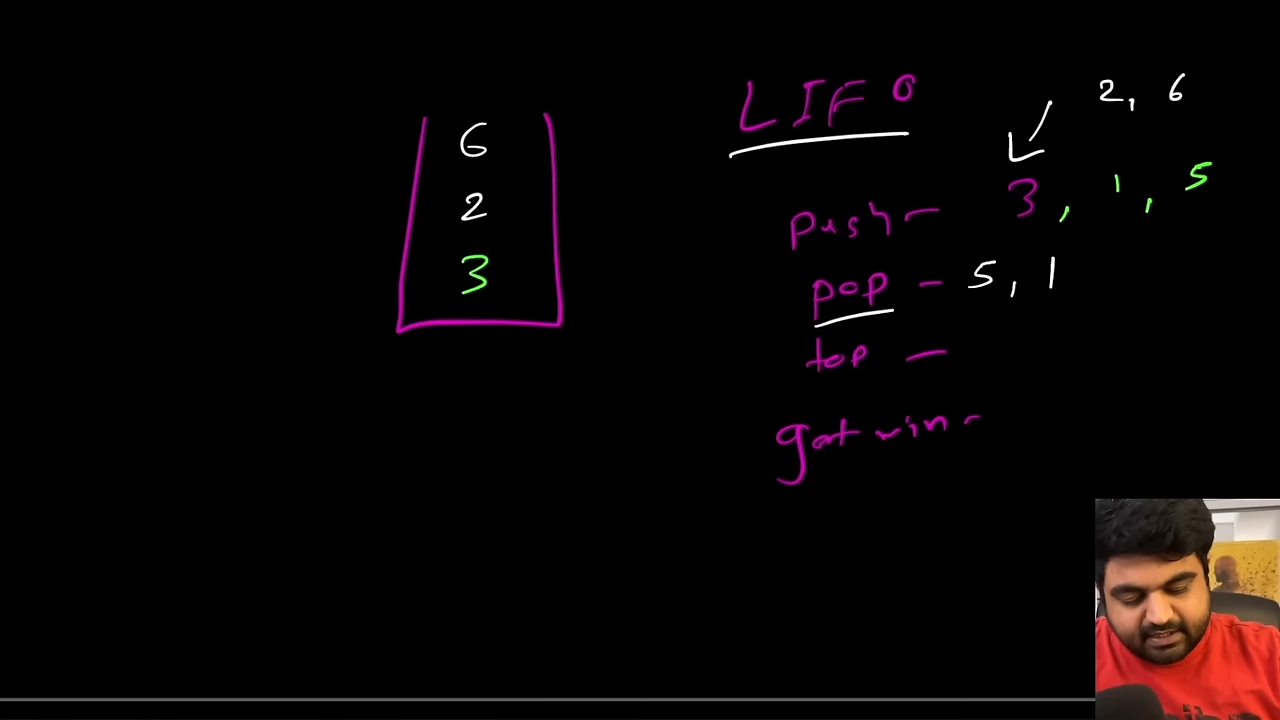 6
2
3
LIFO
2, 6
push - 3, 1, 5
pop - 5, 1
top -
getmin -